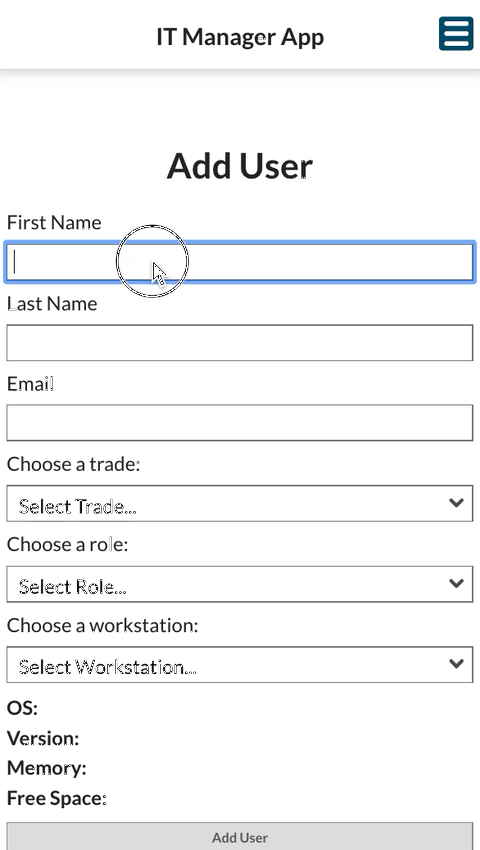 IT Manager App
Add User
First Name
Last Name
Email
Choose a trade:
Select Trade...
Choose a role:
Select Role...
Choose a workstation:
Select Workstation...
OS:
Version:
Memory:
Free Space:
Add User